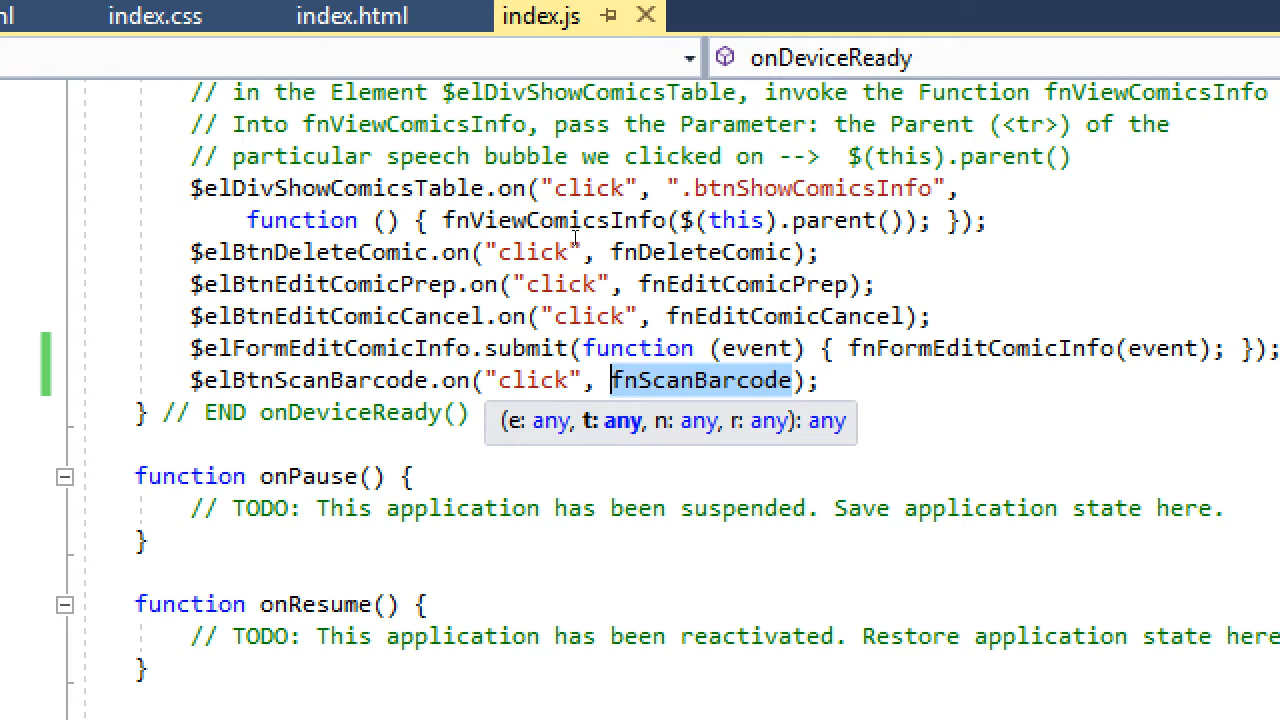 nl index.css index.html index.js
onDeviceReady
// in the Element $elDivShowComicsTable, invoke the Function fnViewComicsInfo
// Into fnViewComicsInfo, pass the Parameter: the Parent (<tr>) of the
// particular speech bubble we clicked on --> $(this).parent()
$elDivShowComicsTable.on("click", ".btnShowComicsInfo",
function () { fnViewComicsInfo($(this).parent()); });
$elBtnDeleteComic.on("click", fnDeleteComic);
$elBtnEditComicPrep.on("click", fnEditComicPrep);
$elBtnEditComicCancel.on("click", fnEditComicCancel);
$elFormEditComicInfo.submit(function (event) { fnFormEditComicInfo(event); });
$elBtnScanBarcode.on("click", fnScanBarcode);
} // END onDeviceReady()
(e: any, t: any, n: any, r: any): any
function onPause() {
// TODO: This application has been suspended. Save application state here.
}
function onResume() {
// TODO: This application has been reactivated. Restore application state here
}